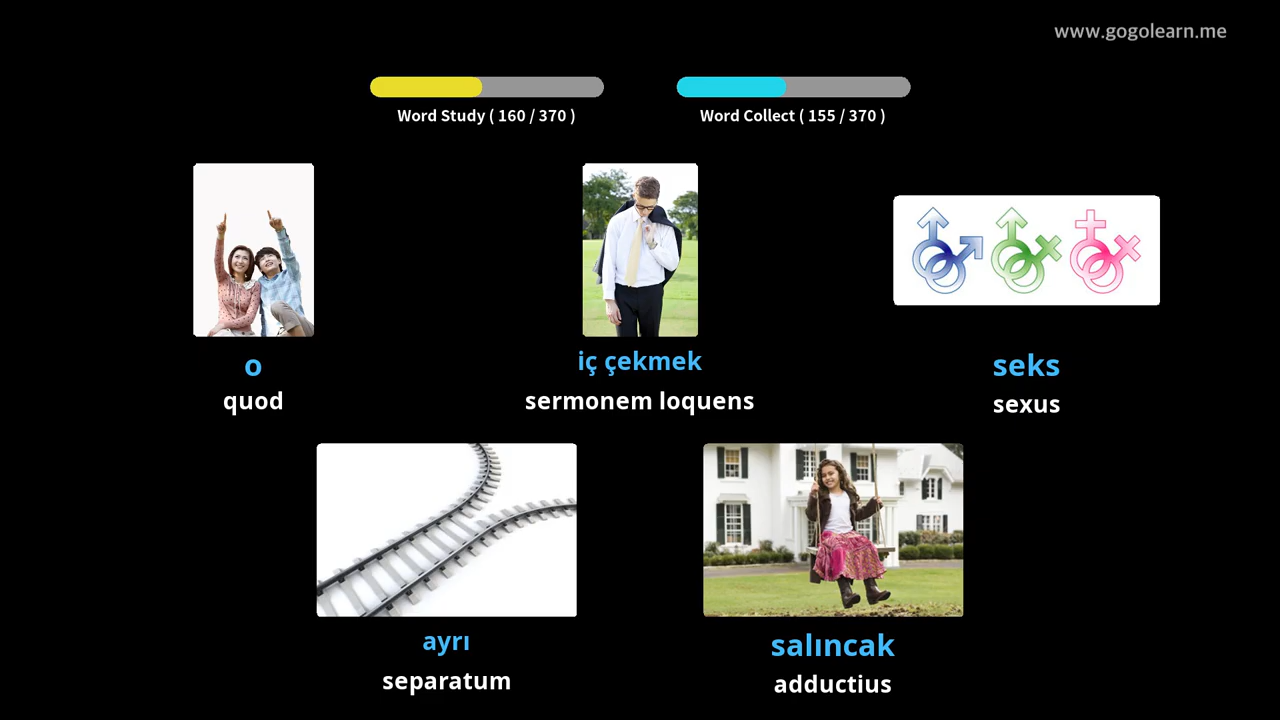 www.gogolearn.me
Word Study ( 160 / 370 )
Word Collect ( 155 / 370 )
o
quod
iç çekmek
sermonem loquens
seks
sexus
ayrı
separatum
salıncak
adductius